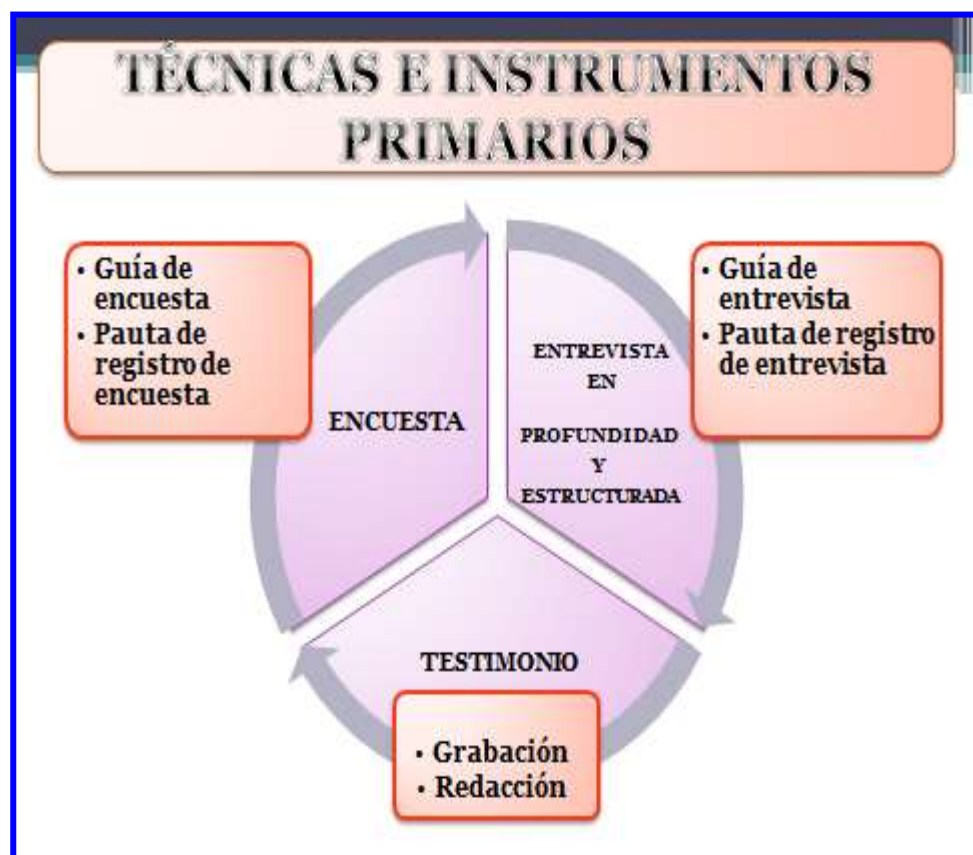 TÉCNICAS E INSTRUMENTOS
PRIMARIOS
• Guía de
encuesta
• Pauta de
registro de
encuesta
ENCUESTA
ENTREVISTA
EN
PROFUNDIDAD
Y
ESTRUCTURADA
• Guía de
entrevista
• Pauta de registro
de entrevista
TESTIMONIO
• Grabación
• Redacción